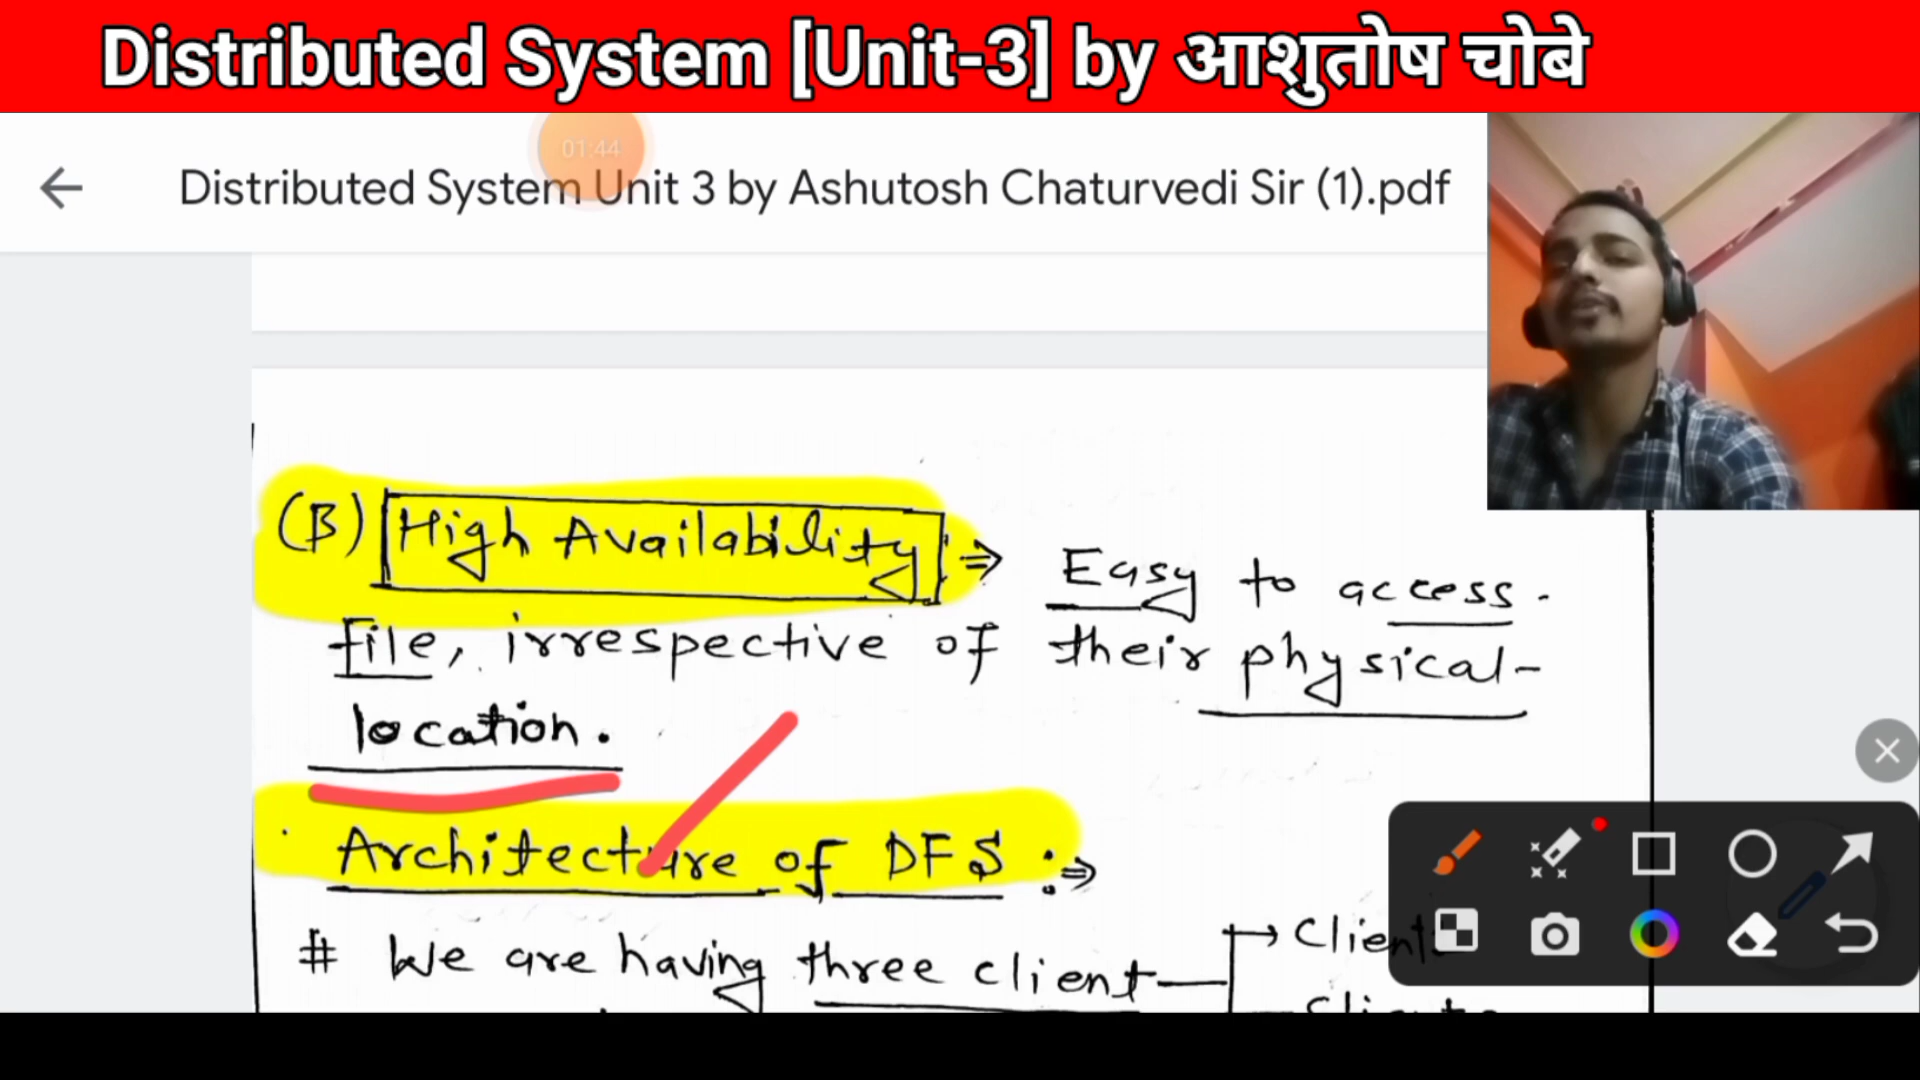 Distributed System [Unit-3] by आशुतोष चोबे
01:44
Distributed System Unit 3 by Ashutosh Chaturvedi Sir (1).pdf
(B) High Availability :⇒ Easy to access.
file, irrespective of their physical-
location.
Architecture of DFS :⇒
# We are having three client → Client